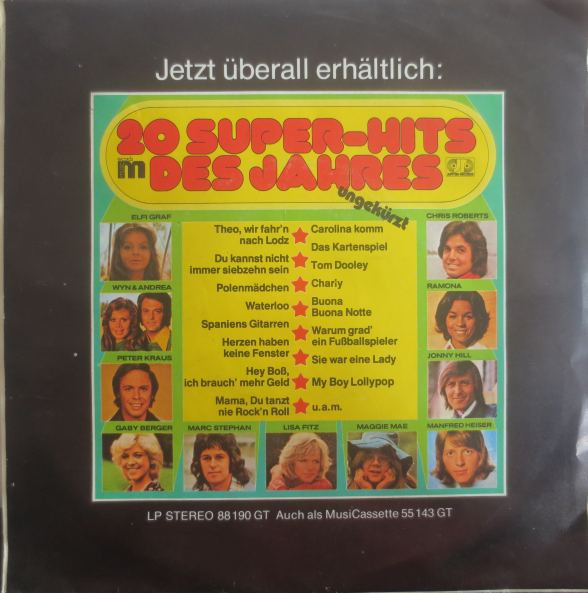 Jetzt überall erhältlich:
20 SUPER-HITS
DES JAHRES
ungekürzt
m
ELFI GRAF
CHRIS ROBERTS
WYN & ANDREA
RAMONA
PETER KRAUS
JONNY HILL
GABY BERGER
MARC STEPHAN
LISA FITZ
MAGGIE MAE
MANFRED HEISER
Theo, wir fahr'n
nach Lodz
Du kannst nicht
immer siebzehn sein
Polenmädchen
Waterloo
Spaniens Gitarren
Herzen haben
keine Fenster
Hey Boß,
ich brauch' mehr Geld
Mama, Du tanzt
nie Rock'n Roll
Carolina komm
Das Kartenspiel
Tom Dooley
Chariy
Buona
Buona Notte
Warum grad'
ein Fußballspieler
Sie war eine Lady
My Boy Lollypop
u.a.m.
LP STEREO 88 190 GT Auch als MusiCassette 55 143 GT